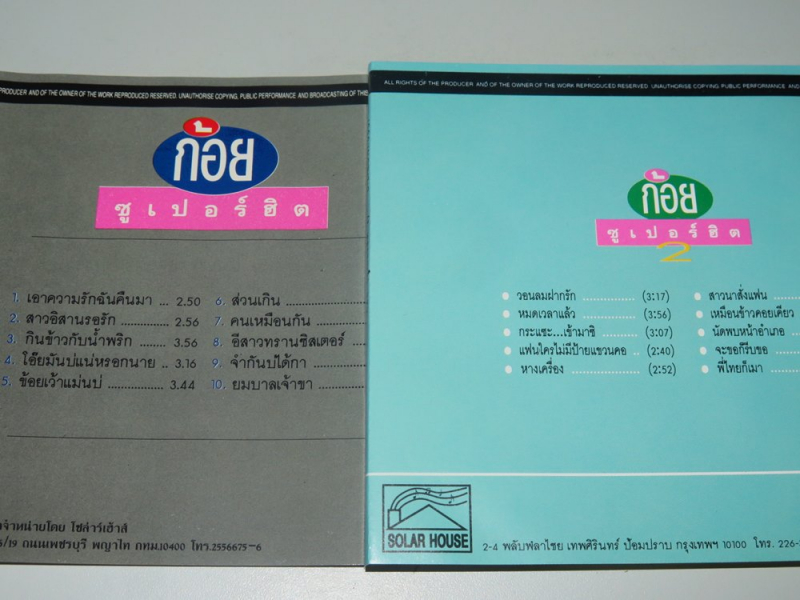 PRODUCER AND OF THE OWNER OF THE WORK REPRODUCED RESERVED. UNAUTHORISE COPYING, PUBLIC PERFORMANCE AND BROADCASTING OF THIS
ก้อย
ซูเปอร์ฮิต
1. เอาความรักฉันคืนมา .. 2.50
2. สาวอิสานรอรัก ............ 2.56
3. กินข้าวกับน้ำพริก ......... 3.56
4. โอ๊ยมันบ่แน่หรอกนาย .. 3.16
5. ข้อยเว้าแม่นบ่ ................ 3.44
6. ส่วนเกิน
7. คนเหมือนกัน
8. อีสาวทรานซิสเตอร์
9. จำกันบ่ได้กา
10. ยมบาลเจ้าขา
จำหน่ายโดย โซล่าร์เฮ้าส์
/19 ถนนเพชรบุรี พญาไท กทม.10400 โทร.2556675-6
ALL RIGHTS OF THE PRODUCER AND OF THE OWNER OF THE WORK REPRODUCED RESERVED. UNAUTHORISE COPYING, PUBLIC PERFORMANCE, AND
ก้อย
ซูเปอร์ฮิต
2
วอนลมฝากรัก ............ (3:17)
หมดเวลาแล้ว ............ (3:56)
กระแซะ...เข้ามาซิ ........ (3:07)
แฟนใครไม่มีป้ายแขวนคอ .. (2:40)
หางเครื่อง ............ (2:52)
สาวนาสั่งแฟน
เหมือนข้าวคอยเคียว
นัดพบหน้าอำเภอ
จะขอก็รีบขอ
พี่ไทยก็เมา
SOLAR HOUSE
2-4 พลับพลาไชย เทพศิรินทร์ ป้อมปราบ กรุงเทพฯ 10100 โทร. 226-